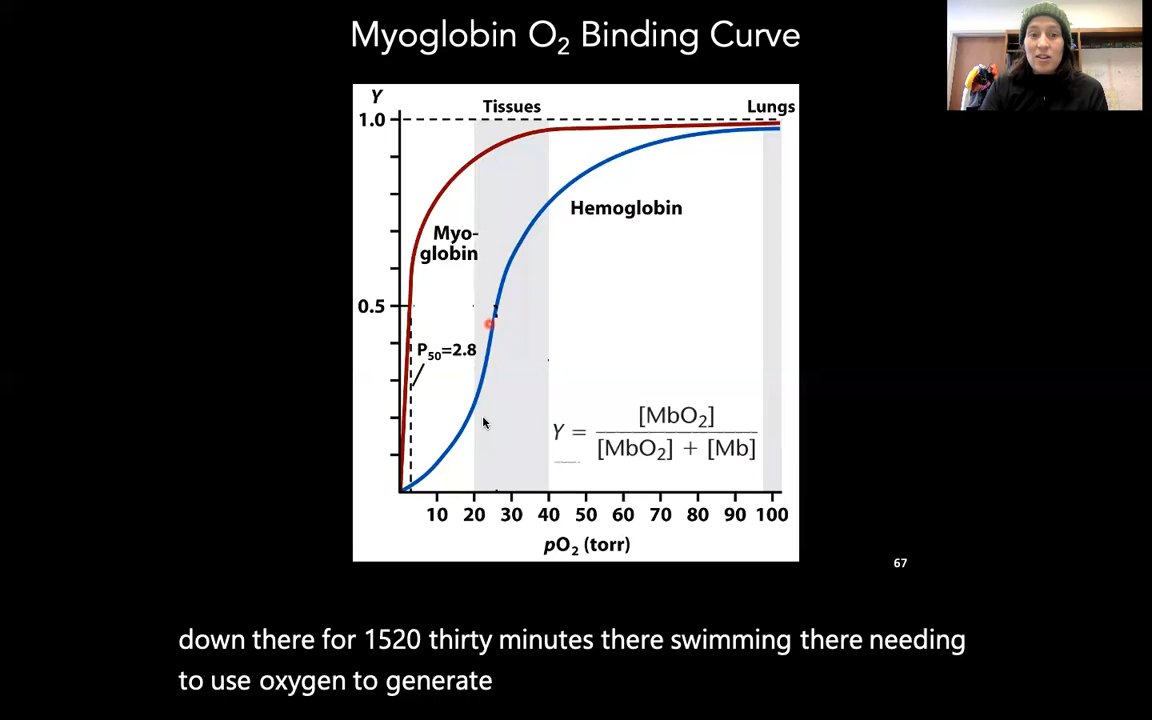 Myoglobin O₂ Binding Curve
Y
Tissues
Lungs
1.0
Hemoglobin
Myo-
globin
0.5
P₅₀=2.8
Y = [MbO₂] / [MbO₂] + [Mb]
10 20 30 40 50 60 70 80 90 100
pO₂ (torr)
67
down there for 1520 thirty minutes there swimming there needing
to use oxygen to generate